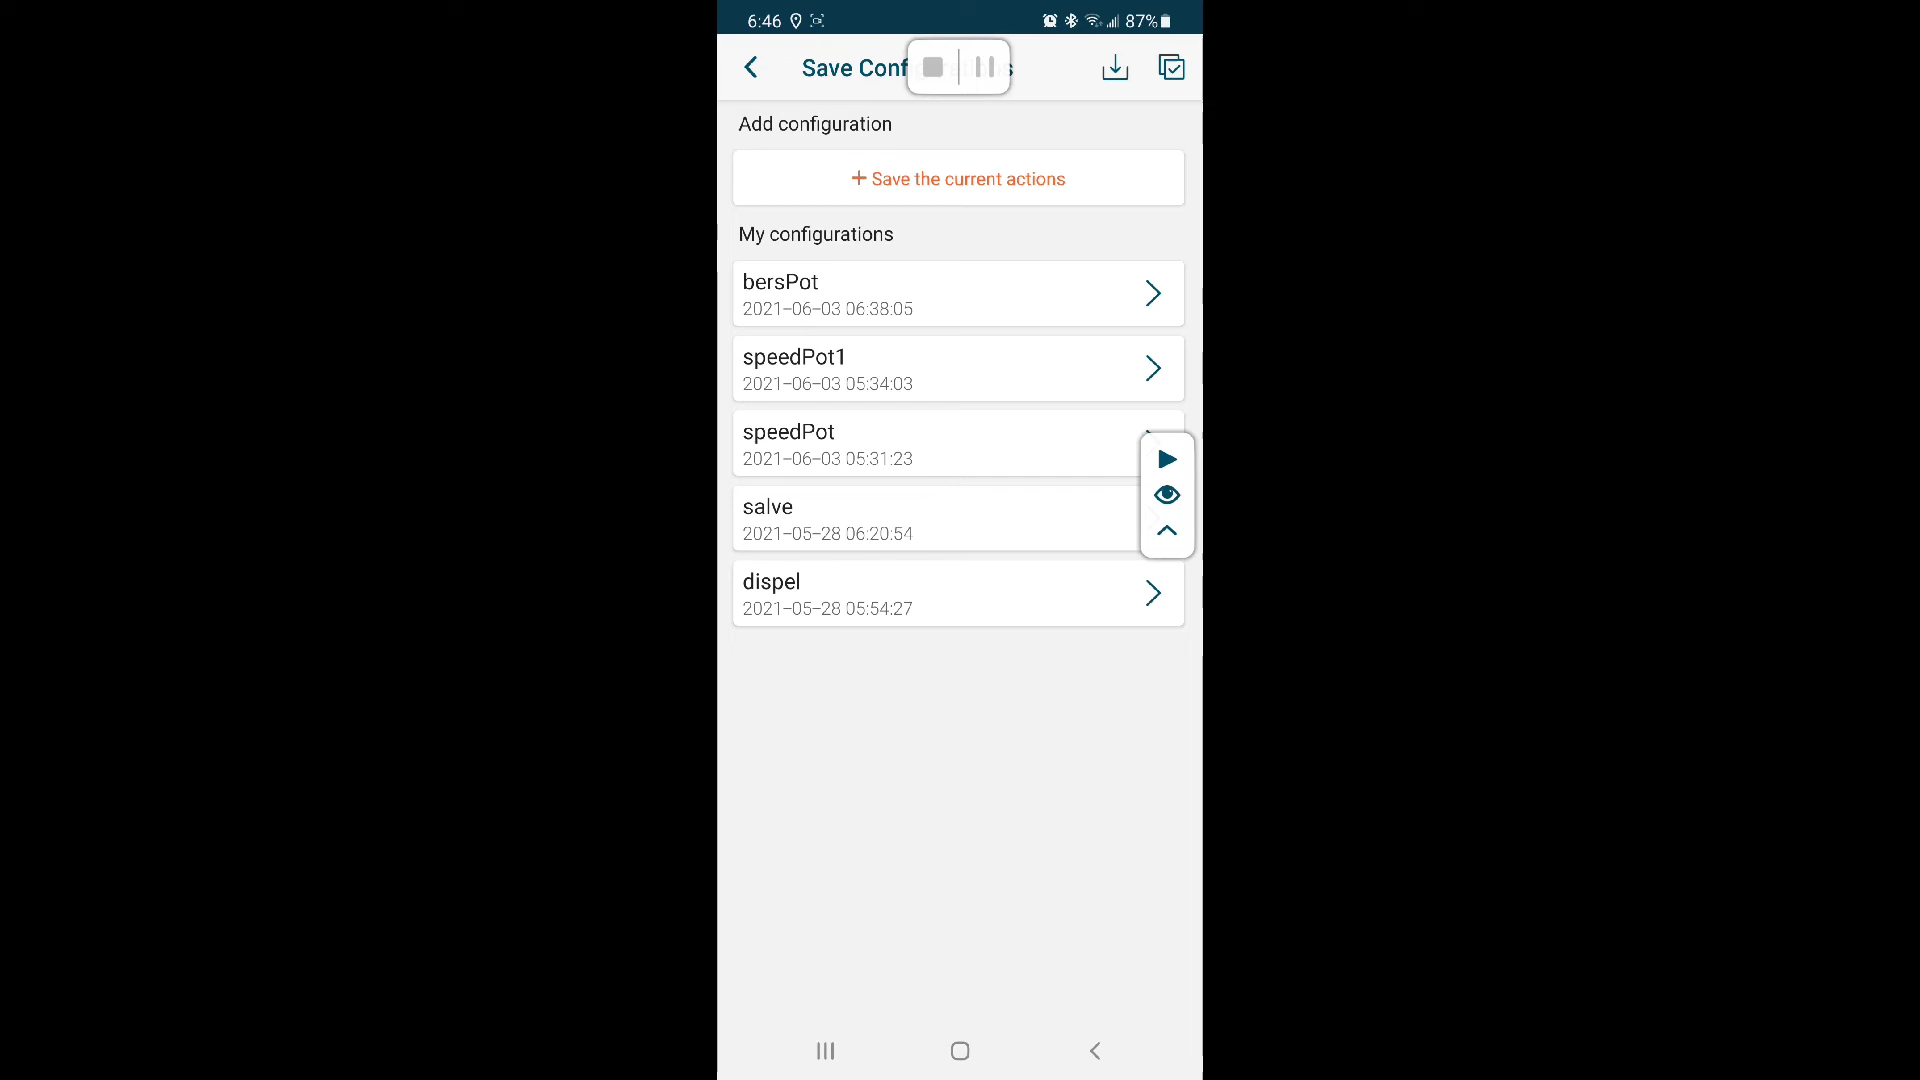 6:46 87%
Save Conf s
Add configuration
+ Save the current actions
My configurations
bersPot
2021-06-03 06:38:05
speedPot1
2021-06-03 05:34:03
speedPot
2021-06-03 05:31:23
salve
2021-05-28 06:20:54
dispel
2021-05-28 05:54:27